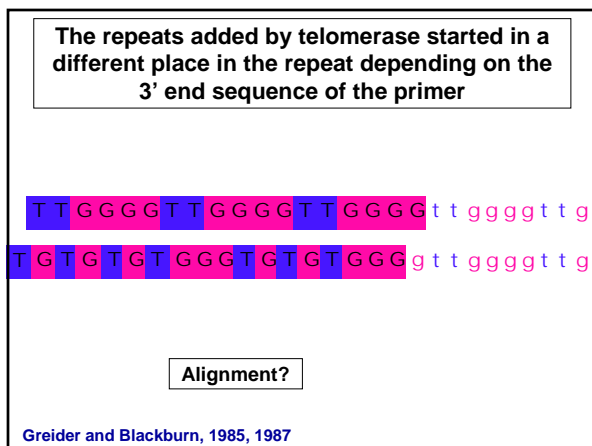 The repeats added by telomerase started in a
different place in the repeat depending on the
3’ end sequence of the primer
T T G G G G T T G G G G T T G G G G t t g g g g t t g
T G T G T G T G G G T G T G T G G G g t t g g g g t t g
Alignment?
Greider and Blackburn, 1985, 1987